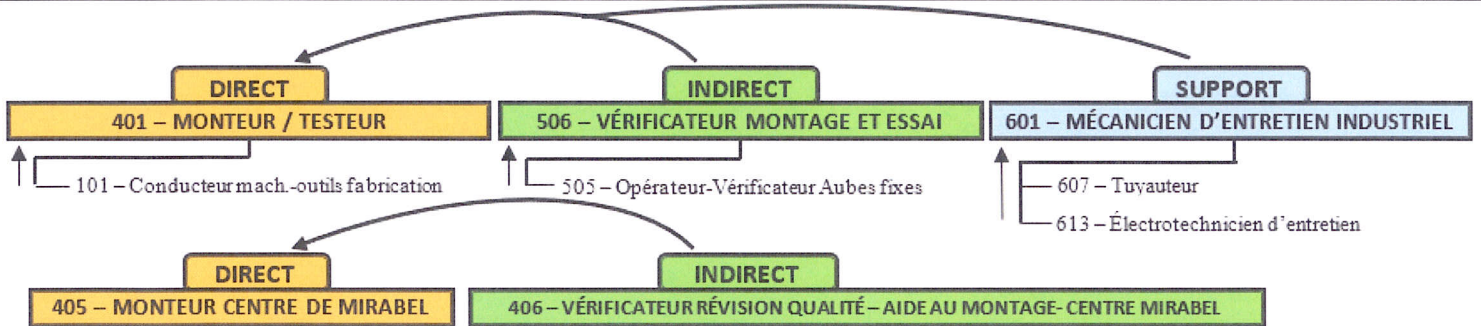 DIRECT
INDIRECT
SUPPORT
401 – MONTEUR / TESTEUR
506 – VÉRIFICATEUR MONTAGE ET ESSAI
601 – MÉCANICIEN D'ENTRETIEN INDUSTRIEL
101 – Conducteur mach.-outils fabrication
505 – Opérateur-Vérificateur Aubes fixes
607 – Tuyauteur
613 – Électrotechnicien d'entretien
DIRECT
INDIRECT
405 – MONTEUR CENTRE DE MIRABEL
406 – VÉRIFICATEUR RÉVISION QUALITÉ – AIDE AU MONTAGE- CENTRE MIRABEL